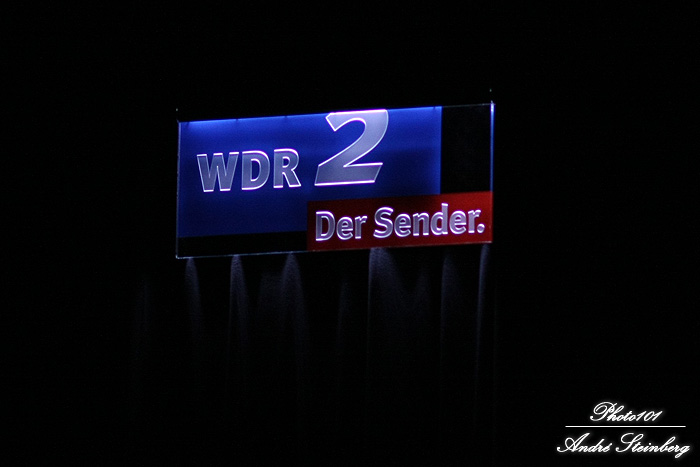 WDR 2
Der Sender.
Photo101
André Steinberg